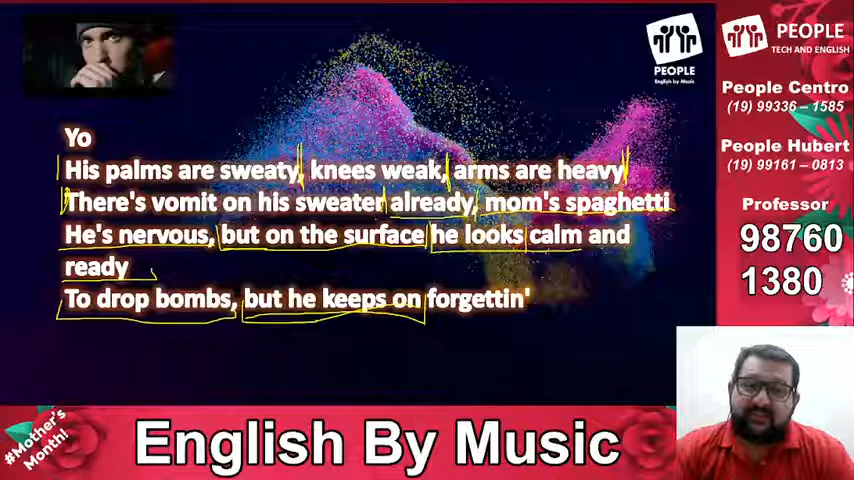 PEOPLE
English by Music
PEOPLE
TECH AND ENGLISH
People Centro
(19) 99336 – 1585
People Hubert
(19) 99161 – 0813
Professor
98760
1380
Yo
His palms are sweaty, knees weak, arms are heavy
There's vomit on his sweater already, mom's spaghetti
He's nervous, but on the surface he looks calm and
ready
To drop bombs, but he keeps on forgettin'
#Mother's
Month!
English By Music